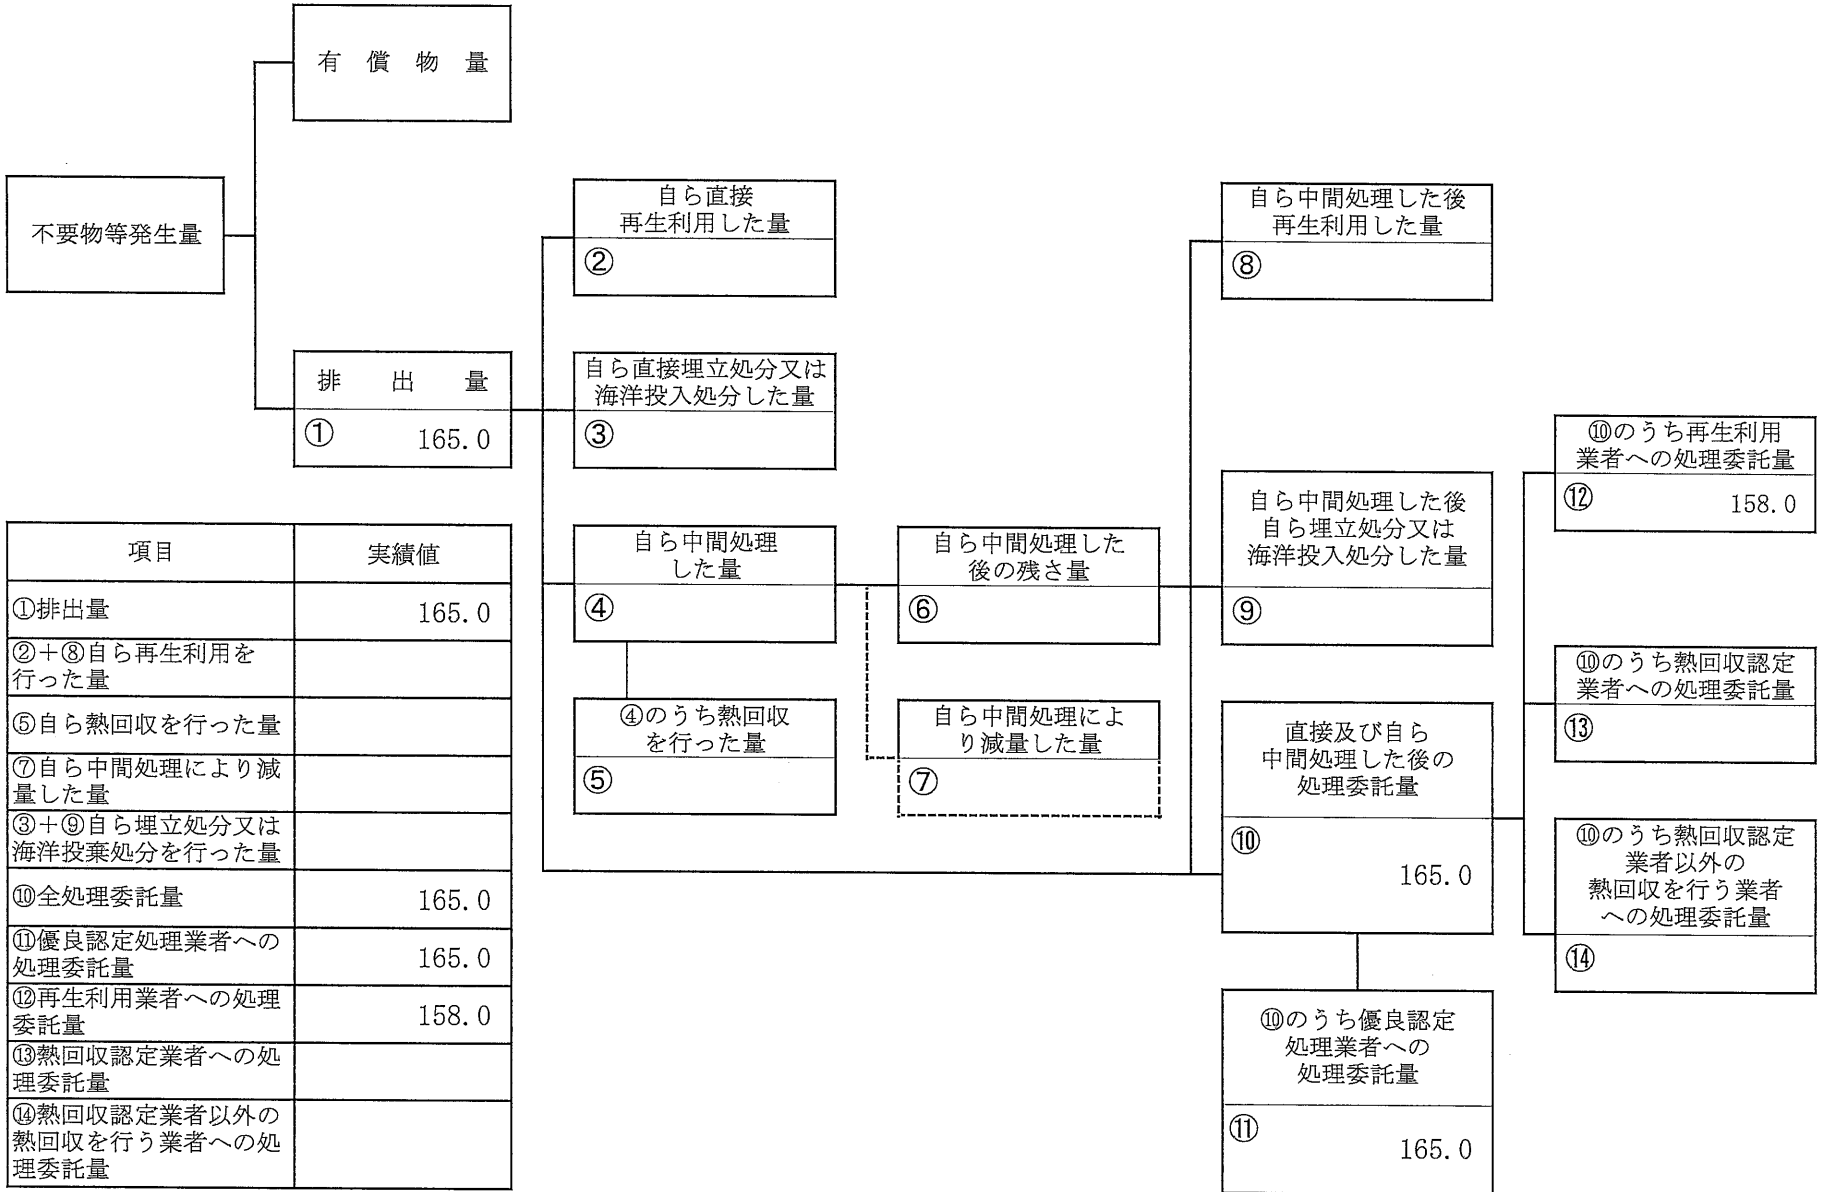 有償物量
不要物等発生量
排出量
① 165.0
自ら直接
再生利用した量
②
自ら直接埋立処分又は
海洋投入処分した量
③
自ら中間処理
した量
④
④のうち熱回収
を行った量
⑤
自ら中間処理した
後の残さ量
⑥
自ら中間処理によ
り減量した量
⑦
自ら中間処理した後
再生利用した量
⑧
自ら中間処理した後
自ら埋立処分又は
海洋投入処分した量
⑨
直接及び自ら
中間処理した後の
処理委託量
⑩
165.0
⑩のうち優良認定
処理業者への
処理委託量
⑪
165.0
⑩のうち再生利用
業者への処理委託量
⑫ 158.0
⑩のうち熱回収認定
業者への処理委託量
⑬
⑩のうち熱回収認定
業者以外の
熱回収を行う業者
への処理委託量
⑭
項目 実績値
①排出量 165.0
②+⑧自ら再生利用を
行った量
⑤自ら熱回収を行った量
⑦自ら中間処理により減
量した量
③+⑨自ら埋立処分又は
海洋投棄処分を行った量
⑩全処理委託量 165.0
⑪優良認定処理業者への
処理委託量 165.0
⑫再生利用業者への処理
委託量 158.0
⑬熱回収認定業者への処
理委託量
⑭熱回収認定業者以外の
熱回収を行う業者への処
理委託量